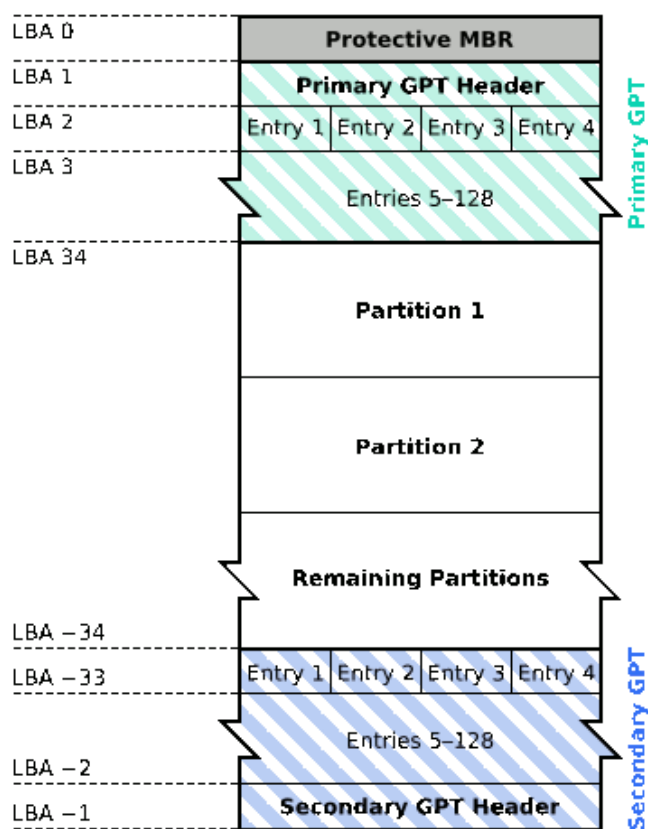 LBA 0
Protective MBR
LBA 1
Primary GPT Header
LBA 2
Entry 1 Entry 2 Entry 3 Entry 4
LBA 3
Entries 5–128
Primary GPT
LBA 34
Partition 1
Partition 2
Remaining Partitions
LBA −34
LBA −33
Entry 1 Entry 2 Entry 3 Entry 4
Entries 5–128
LBA −2
LBA −1
Secondary GPT Header
Secondary GPT